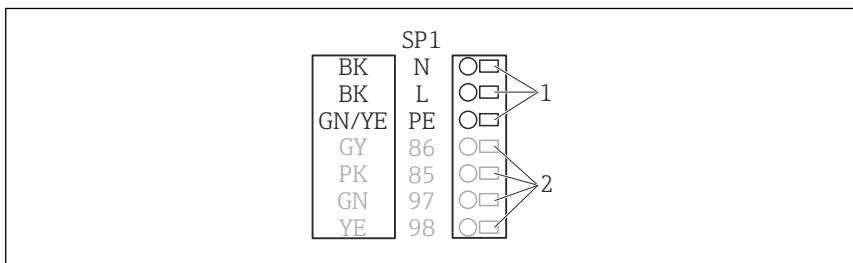 SP1
BK N
BK L 1
GN/YE PE
GY 86
PK 85 2
GN 97
YE 98